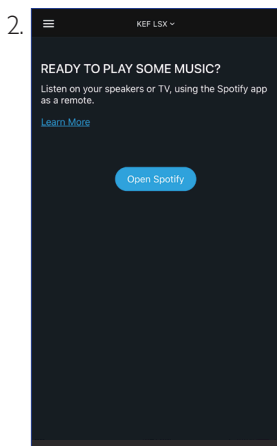 2.
KEF LSX
READY TO PLAY SOME MUSIC?
Listen on your speakers or TV, using the Spotify app
as a remote.
Learn More
Open Spotify